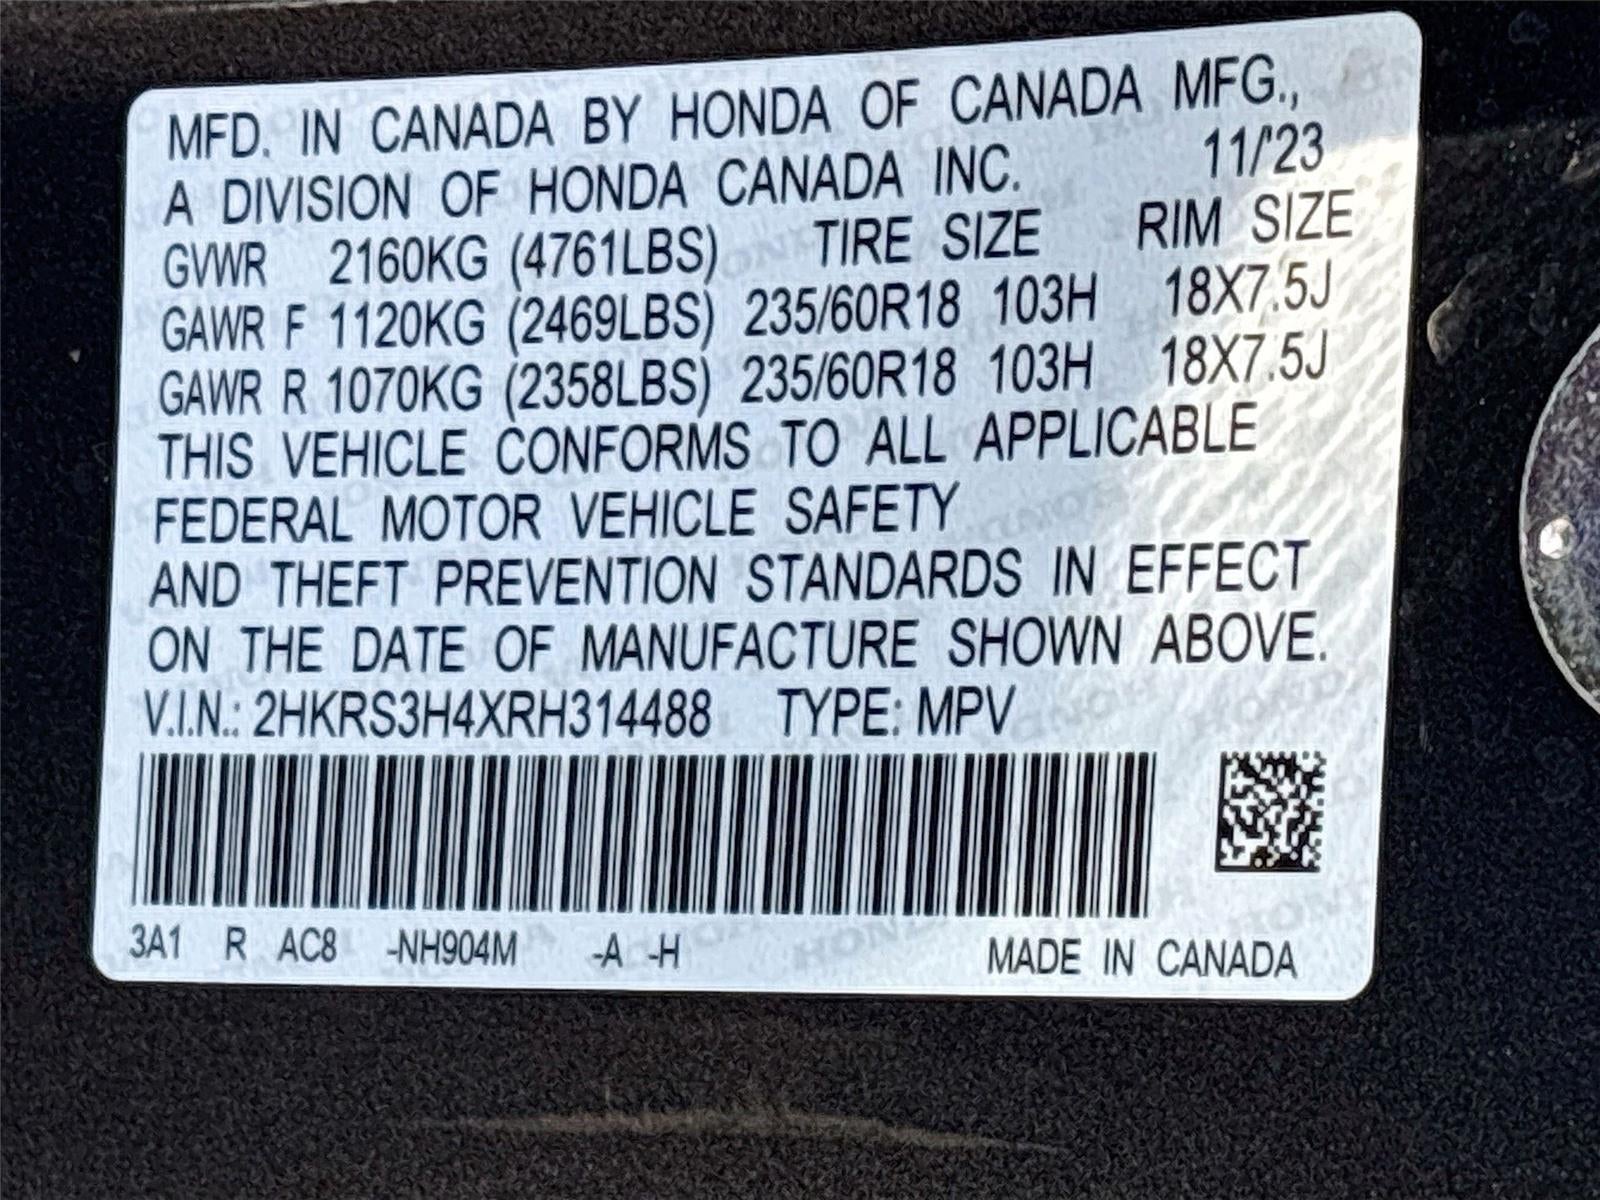 MFD. IN CANADA BY HONDA OF CANADA MFG.,
A DIVISION OF HONDA CANADA INC. 11/'23
GVWR 2160KG (4761LBS) TIRE SIZE RIM SIZE
GAWR F 1120KG (2469LBS) 235/60R18 103H 18X7.5J
GAWR R 1070KG (2358LBS) 235/60R18 103H 18X7.5J
THIS VEHICLE CONFORMS TO ALL APPLICABLE
FEDERAL MOTOR VEHICLE SAFETY
AND THEFT PREVENTION STANDARDS IN EFFECT
ON THE DATE OF MANUFACTURE SHOWN ABOVE.
V.I.N.: 2HKRS3H4XRH314488 TYPE: MPV
3A1 R AC8 -NH904M -A -H MADE IN CANADA